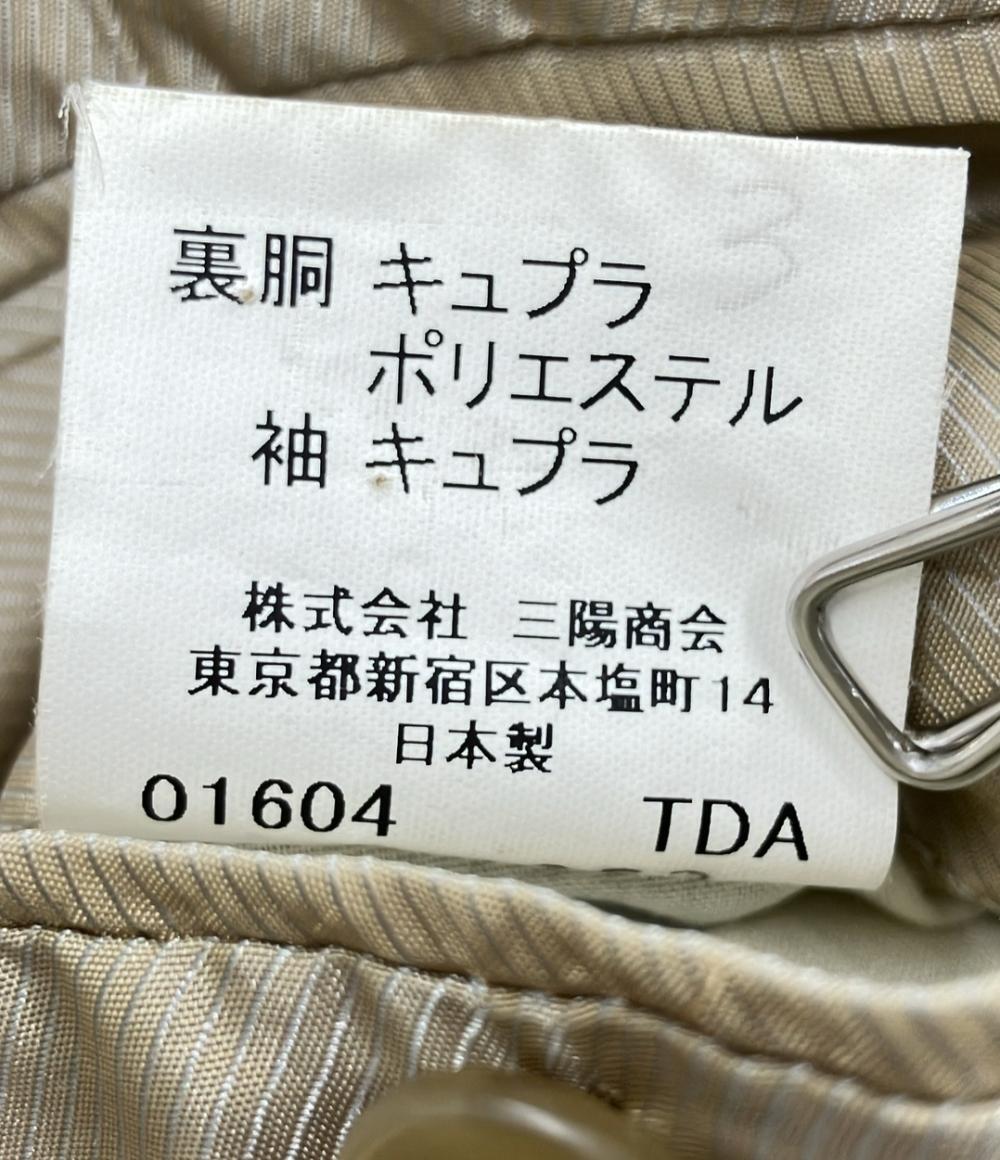 裏胴 キュプラ
ポリエステル
袖 キュプラ
株式会社 三陽商会
東京都新宿区本塩町14
日本製
01604 TDA